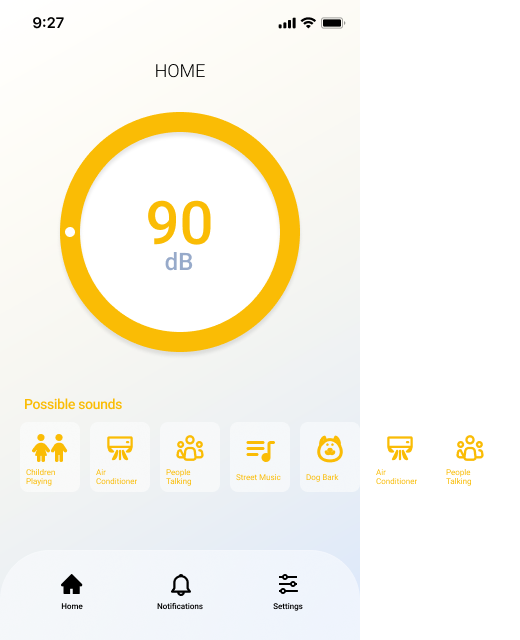 9:27
HOME
90
dB
Possible sounds
Children
Playing
Air
Conditioner
People
Talking
Street Music
Dog Bark
Air
Conditioner
People
Talking
Home
Notifications
Settings